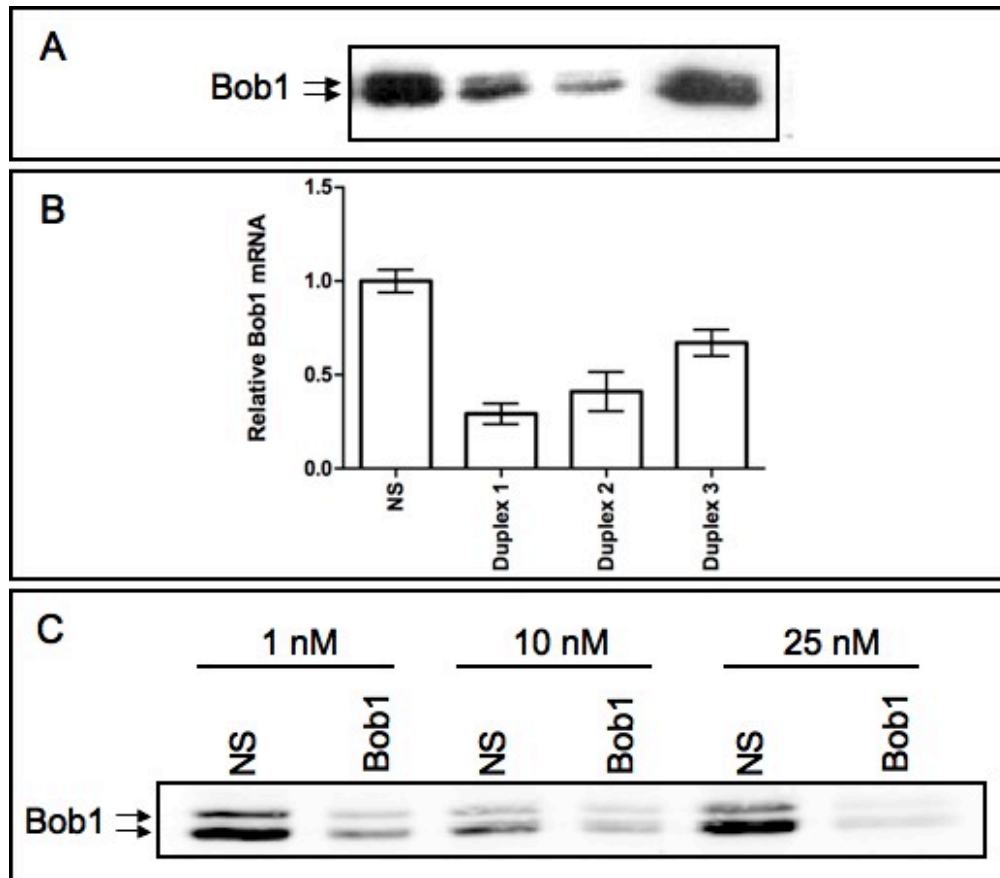 A
Bob1
B
Relative Bob1 mRNA
1.5
1.0
0.5
0.0
NS
Duplex 1
Duplex 2
Duplex 3
C
1 nM 10 nM 25 nM
NS Bob1 NS Bob1 NS Bob1
Bob1